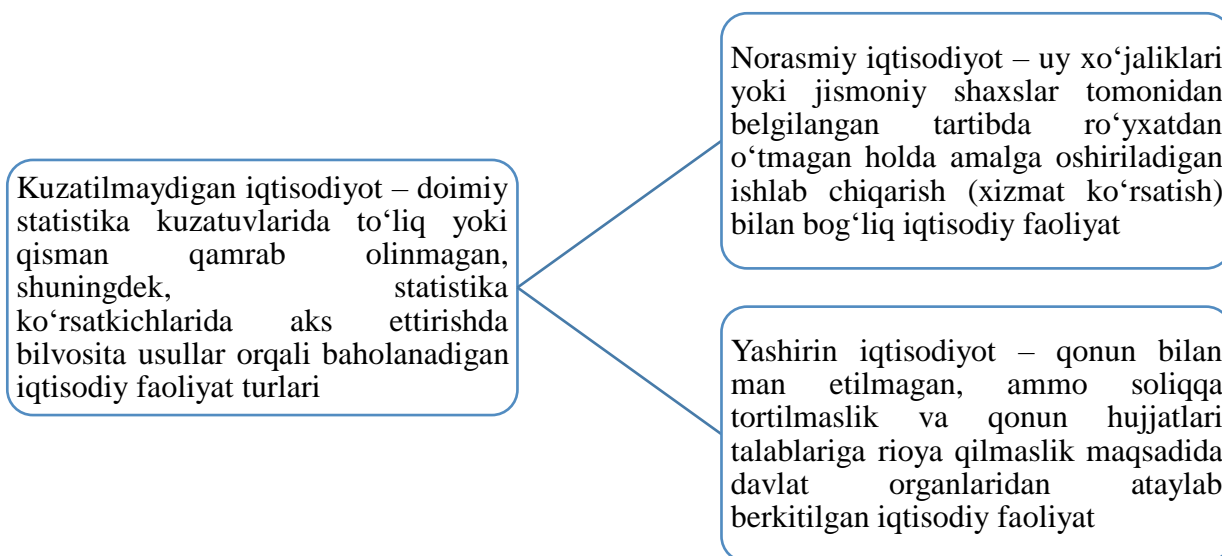 Kuzatilmaydigan iqtisodiyot – doimiy
statistika kuzatuvlarida to‘liq yoki
qisman qamrab olinmagan,
shuningdek, statistika
ko‘rsatkichlarida aks ettirishda
bilvosita usullar orqali baholanadigan
iqtisodiy faoliyat turlari
Norasmiy iqtisodiyot – uy xo‘jaliklari
yoki jismoniy shaxslar tomonidan
belgilangan tartibda ro‘yxatdan
o‘tmagan holda amalga oshiriladigan
ishlab chiqarish (xizmat ko‘rsatish)
bilan bog‘liq iqtisodiy faoliyat
Yashirin iqtisodiyot – qonun bilan
man etilmagan, ammo soliqqa
tortilmaslik va qonun hujjatlari
talablariga rioya qilmaslik maqsadida
davlat organlaridan ataylab
berkitilgan iqtisodiy faoliyat